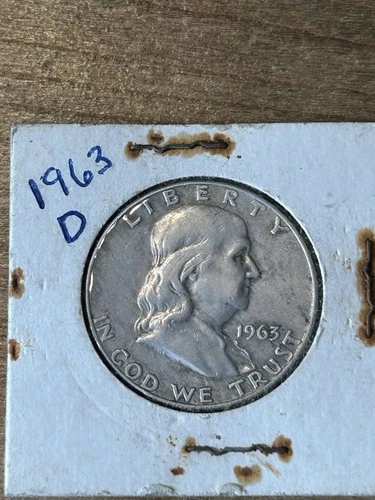 1963
D
LIBERTY
1963
IN GOD WE TRUST